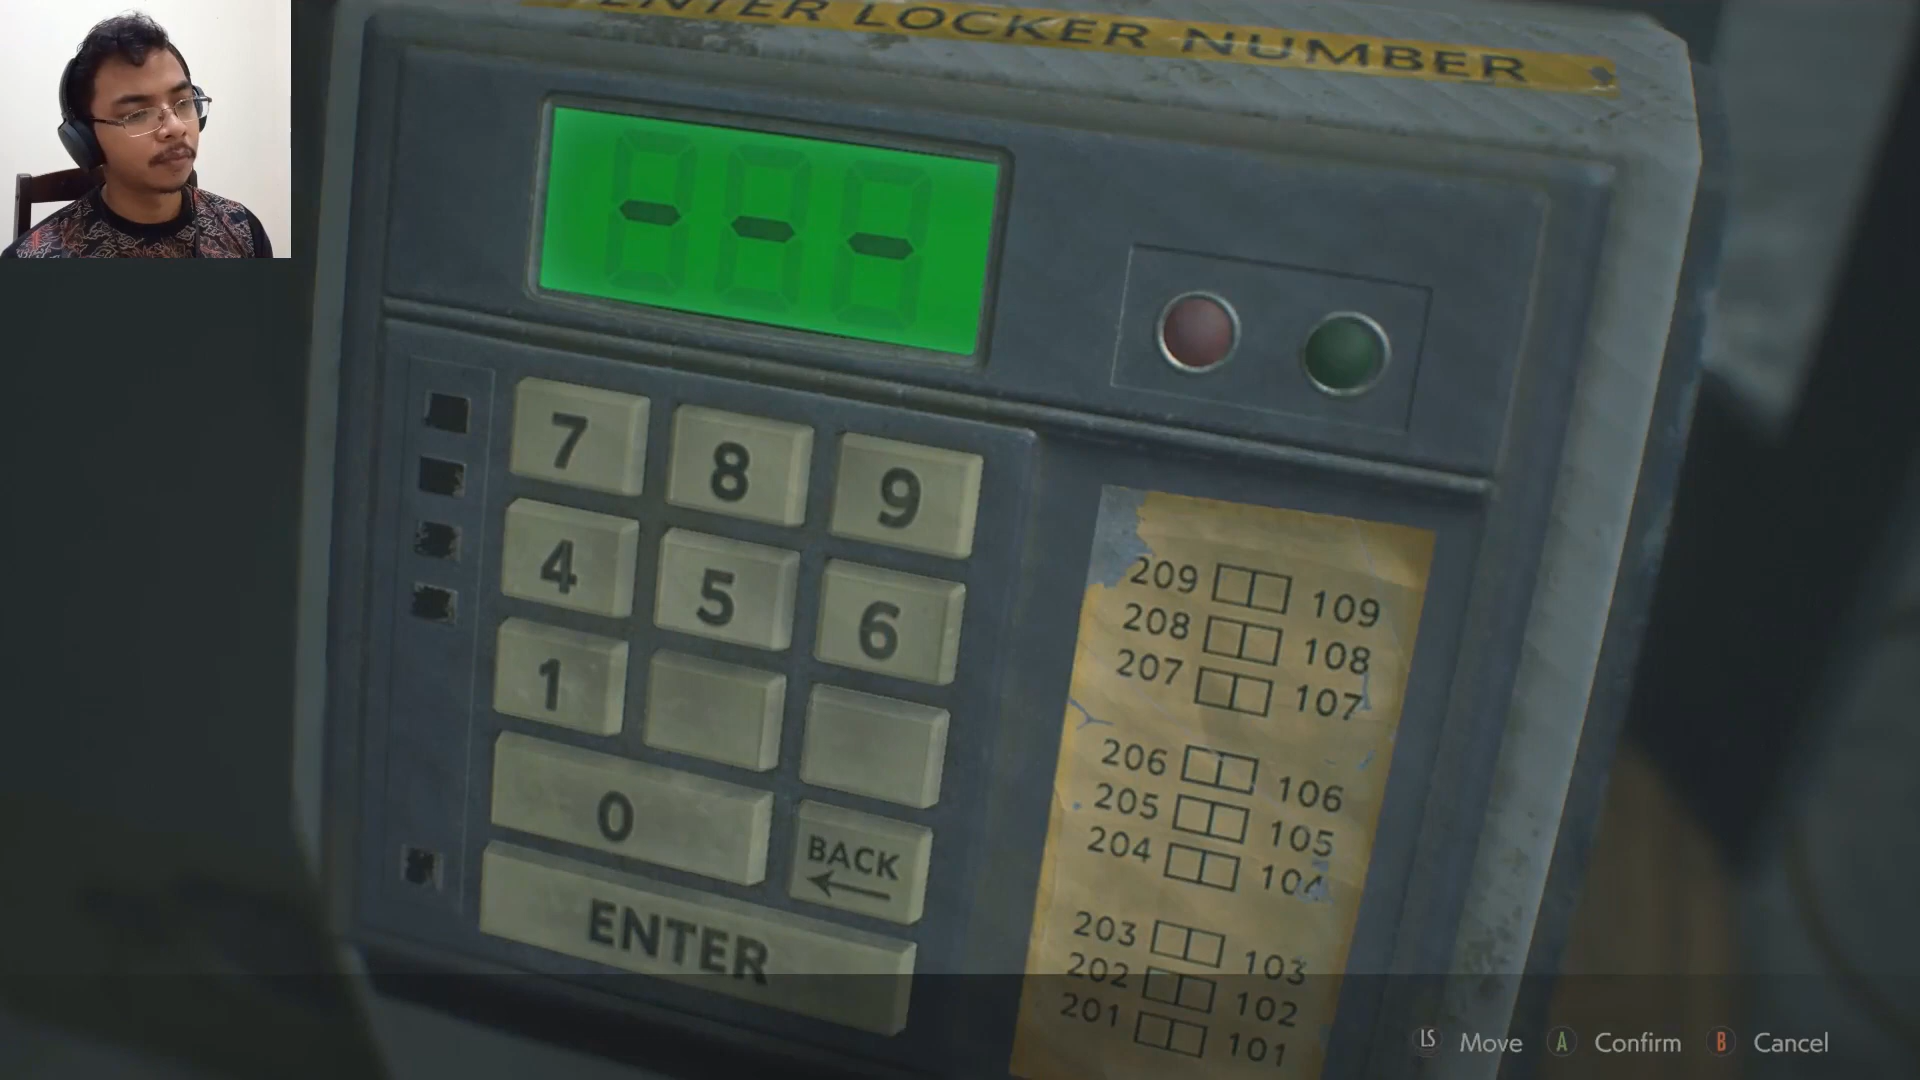 ENTER LOCKER NUMBER
7 8 9
4 5 6
1
0 BACK
ENTER
209 109
208 108
207 107
206 106
205 105
204 104
203 103
202 102
201 101
LS Move A Confirm B Cancel